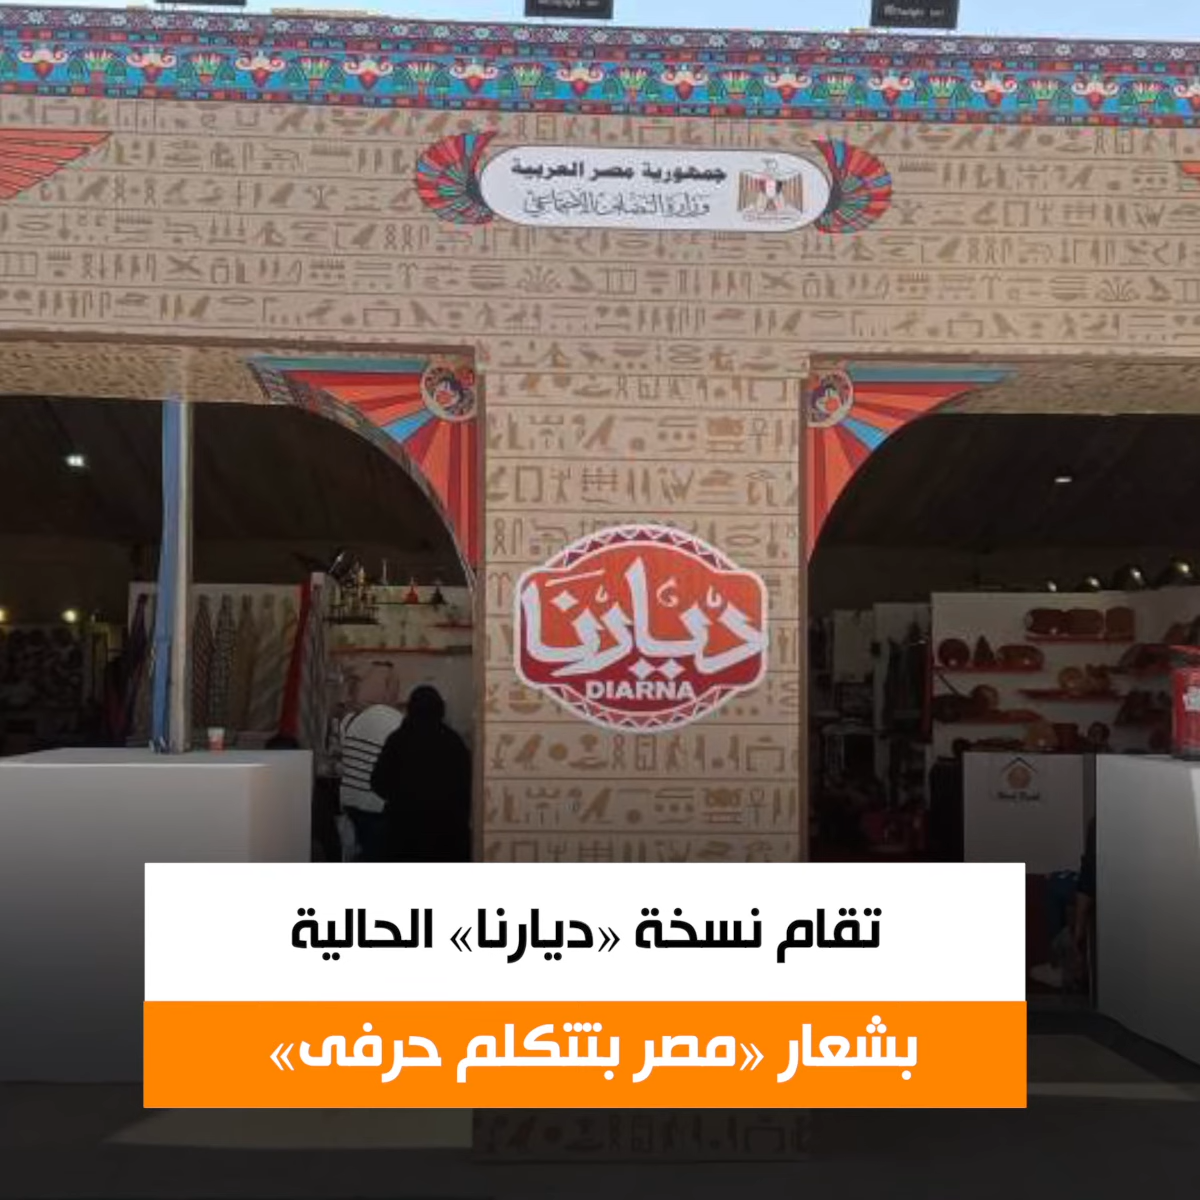 جمهورية مصر العربية
وزارة التضامن الاجتماعي
ديارنا
DIARNA
تقام نسخة «ديارنا» الحالية
بشعار «مصر بتتكلم حرفى»